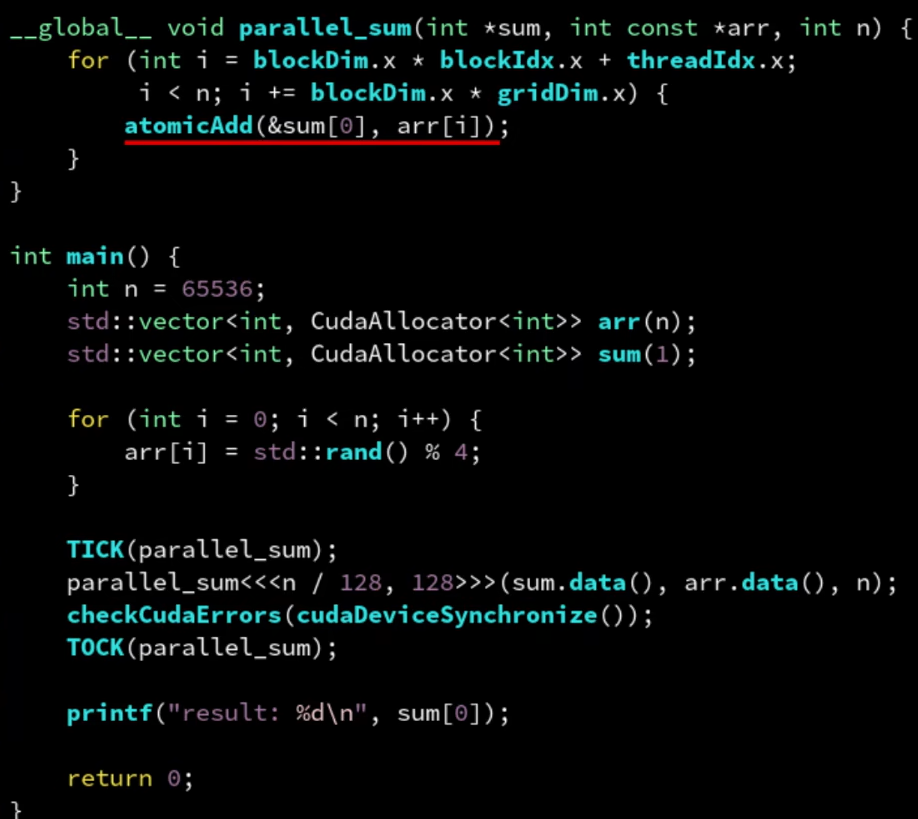 __global__ void parallel_sum(int *sum, int const *arr, int n) {
    for (int i = blockDim.x * blockIdx.x + threadIdx.x;
         i < n; i += blockDim.x * gridDim.x) {
        atomicAdd(&sum[0], arr[i]);
    }
}

int main() {
    int n = 65536;
    std::vector<int, CudaAllocator<int>> arr(n);
    std::vector<int, CudaAllocator<int>> sum(1);

    for (int i = 0; i < n; i++) {
        arr[i] = std::rand() % 4;
    }

    TICK(parallel_sum);
    parallel_sum<<<n / 128, 128>>>(sum.data(), arr.data(), n);
    checkCudaErrors(cudaDeviceSynchronize());
    TOCK(parallel_sum);

    printf("result: %d\n", sum[0]);

    return 0;
}